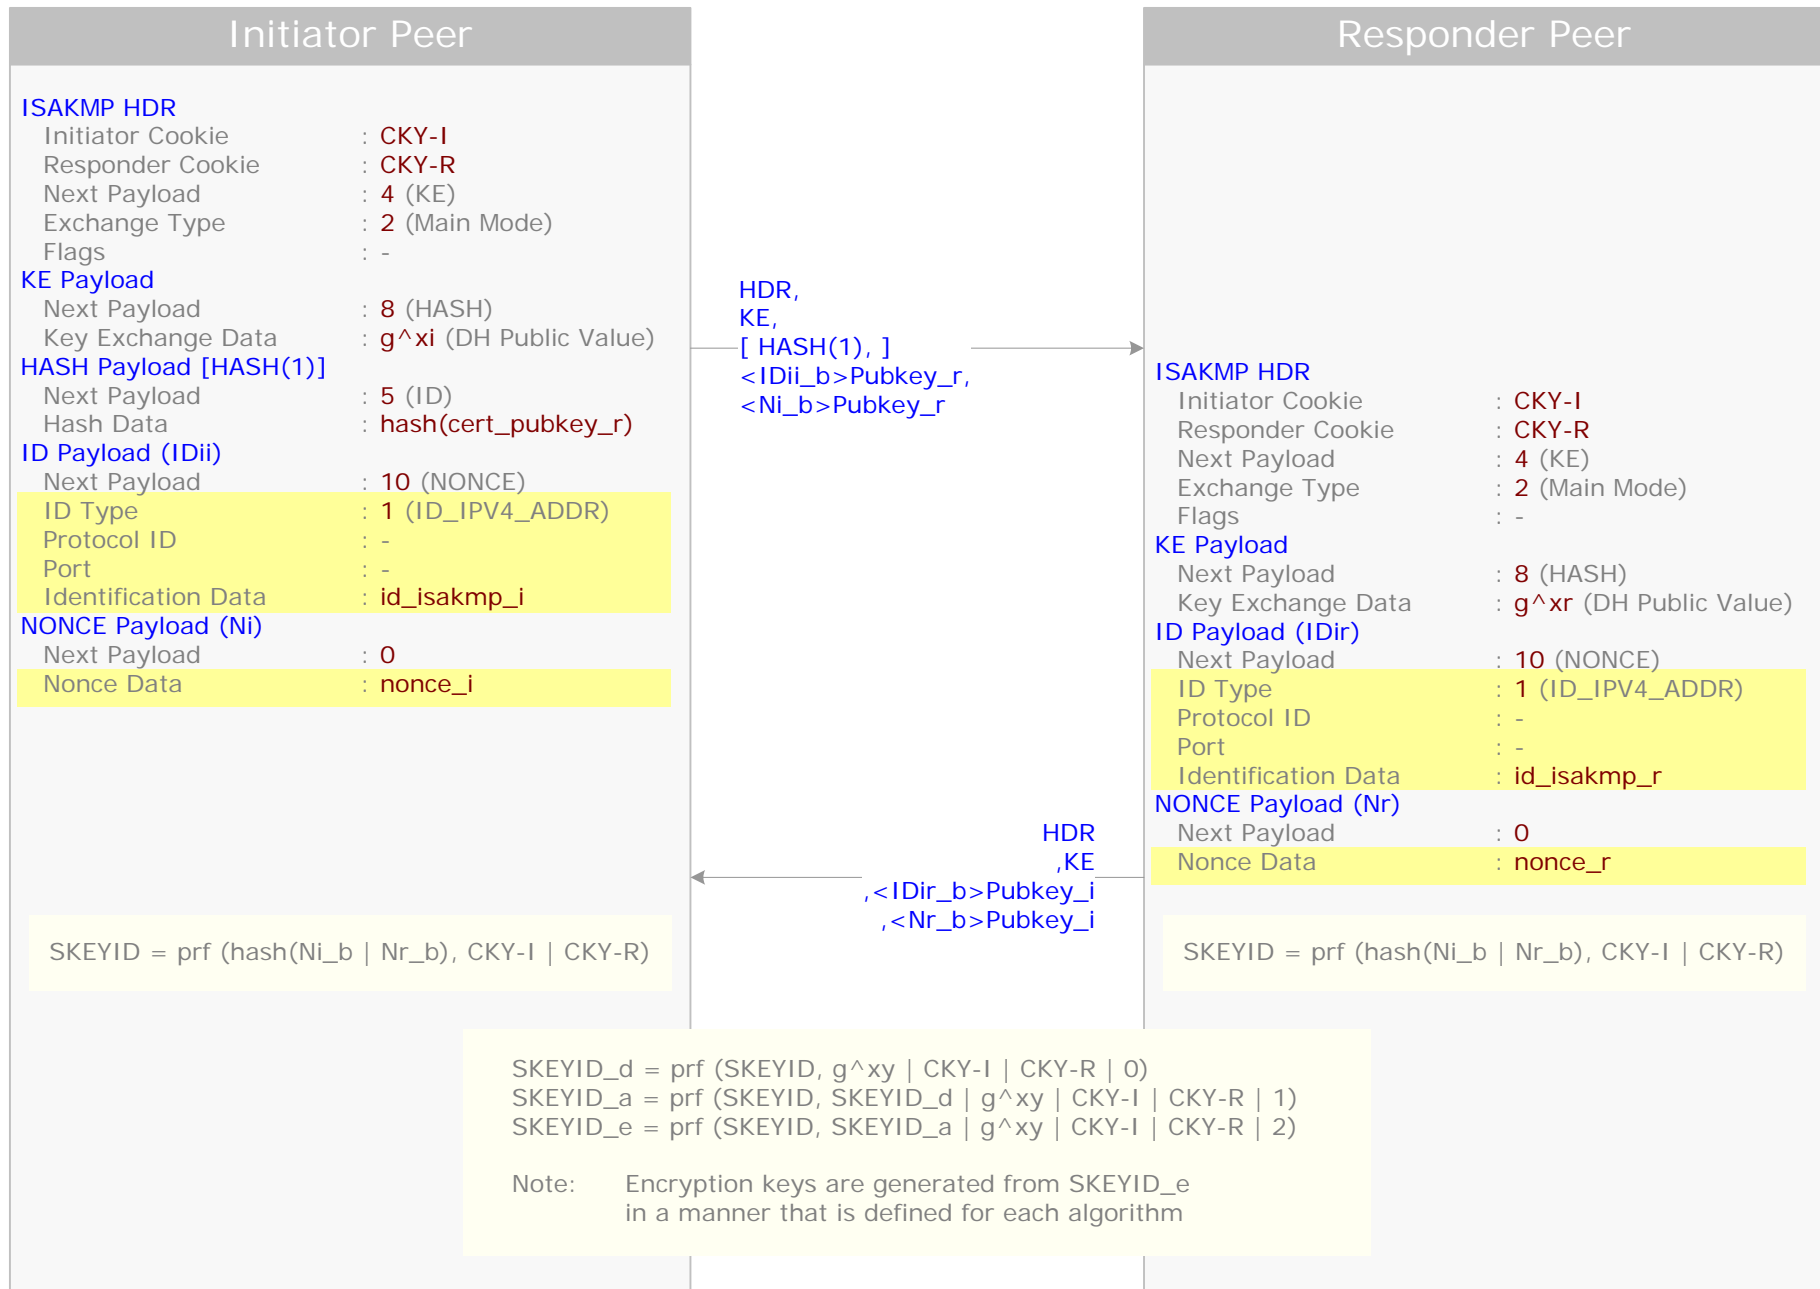 Initiator Peer
ISAKMP HDR
Initiator Cookie : CKY-I
Responder Cookie : CKY-R
Next Payload : 4 (KE)
Exchange Type : 2 (Main Mode)
Flags : -
KE Payload
Next Payload : 8 (HASH)
Key Exchange Data : g^xi (DH Public Value)
HASH Payload [HASH(1)]
Next Payload : 5 (ID)
Hash Data : hash(cert_pubkey_r)
ID Payload (IDii)
Next Payload : 10 (NONCE)
ID Type : 1 (ID_IPV4_ADDR)
Protocol ID : -
Port : -
Identification Data : id_isakmp_i
NONCE Payload (Ni)
Next Payload : 0
Nonce Data : nonce_i
HDR,
KE,
[ HASH(1), ]
<IDii_b>Pubkey_r,
<Ni_b>Pubkey_r
Responder Peer
ISAKMP HDR
Initiator Cookie : CKY-I
Responder Cookie : CKY-R
Next Payload : 4 (KE)
Exchange Type : 2 (Main Mode)
Flags : -
KE Payload
Next Payload : 8 (HASH)
Key Exchange Data : g^xr (DH Public Value)
ID Payload (IDir)
Next Payload : 10 (NONCE)
ID Type : 1 (ID_IPV4_ADDR)
Protocol ID : -
Port : -
Identification Data : id_isakmp_r
NONCE Payload (Nr)
Next Payload : 0
Nonce Data : nonce_r
HDR
,KE
,<IDir_b>Pubkey_i
,<Nr_b>Pubkey_i
SKEYID = prf (hash(Ni_b | Nr_b), CKY-I | CKY-R)
SKEYID = prf (hash(Ni_b | Nr_b), CKY-I | CKY-R)
SKEYID_d = prf (SKEYID, g^xy | CKY-I | CKY-R | 0)
SKEYID_a = prf (SKEYID, SKEYID_d | g^xy | CKY-I | CKY-R | 1)
SKEYID_e = prf (SKEYID, SKEYID_a | g^xy | CKY-I | CKY-R | 2)
Note: Encryption keys are generated from SKEYID_e
in a manner that is defined for each algorithm